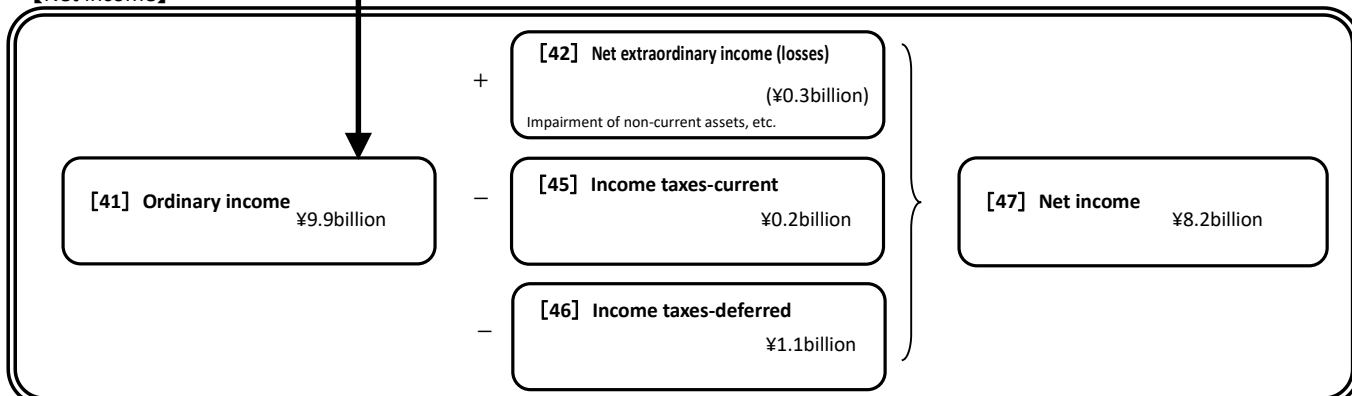 【Net income】
［42］ Net extraordinary income (losses)
+
(¥0.3billion)
Impairment of non-current assets, etc.
［41］ Ordinary income
¥9.9billion
－
［45］ Income taxes-current
¥0.2billion
［47］ Net income
¥8.2billion
［46］ Income taxes-deferred
－
¥1.1billion